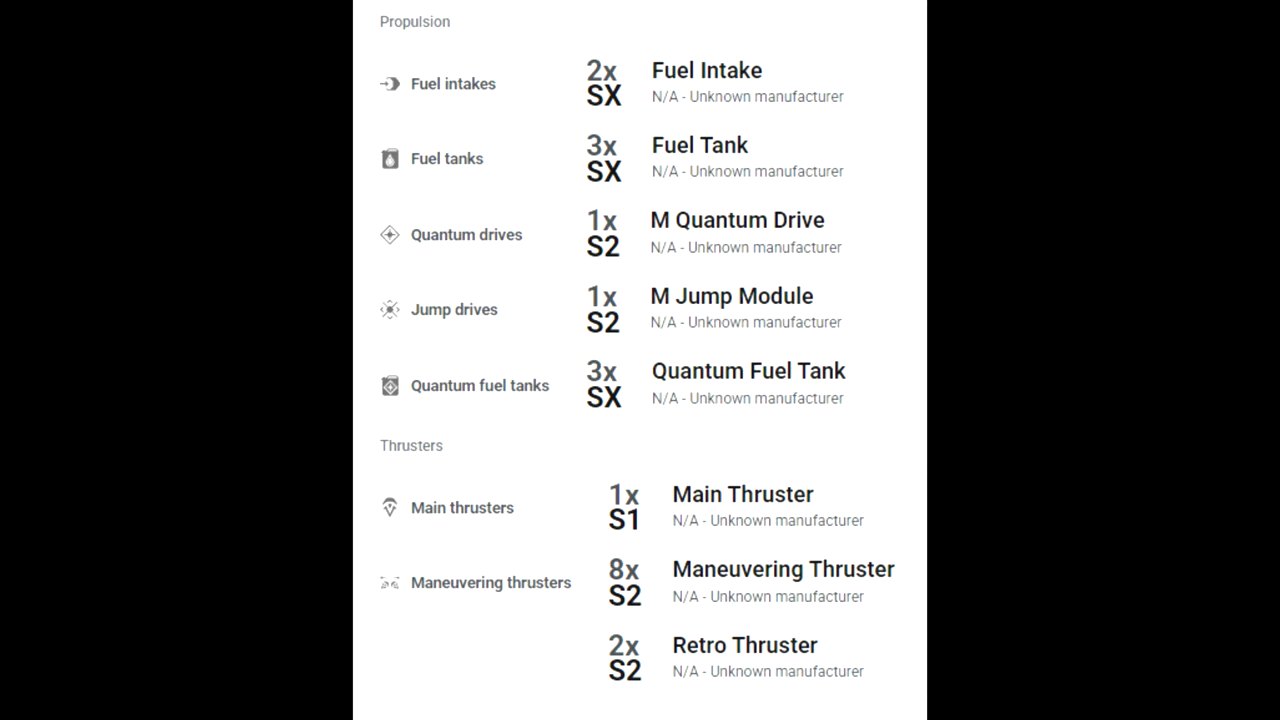 Propulsion
Fuel intakes
2x
SX
Fuel Intake
N/A - Unknown manufacturer
Fuel tanks
3x
SX
Fuel Tank
N/A - Unknown manufacturer
Quantum drives
1x
S2
M Quantum Drive
N/A - Unknown manufacturer
Jump drives
1x
S2
M Jump Module
N/A - Unknown manufacturer
Quantum fuel tanks
3x
SX
Quantum Fuel Tank
N/A - Unknown manufacturer
Thrusters
Main thrusters
1x
S1
Main Thruster
N/A - Unknown manufacturer
Maneuvering thrusters
8x
S2
Maneuvering Thruster
N/A - Unknown manufacturer
2x
S2
Retro Thruster
N/A - Unknown manufacturer